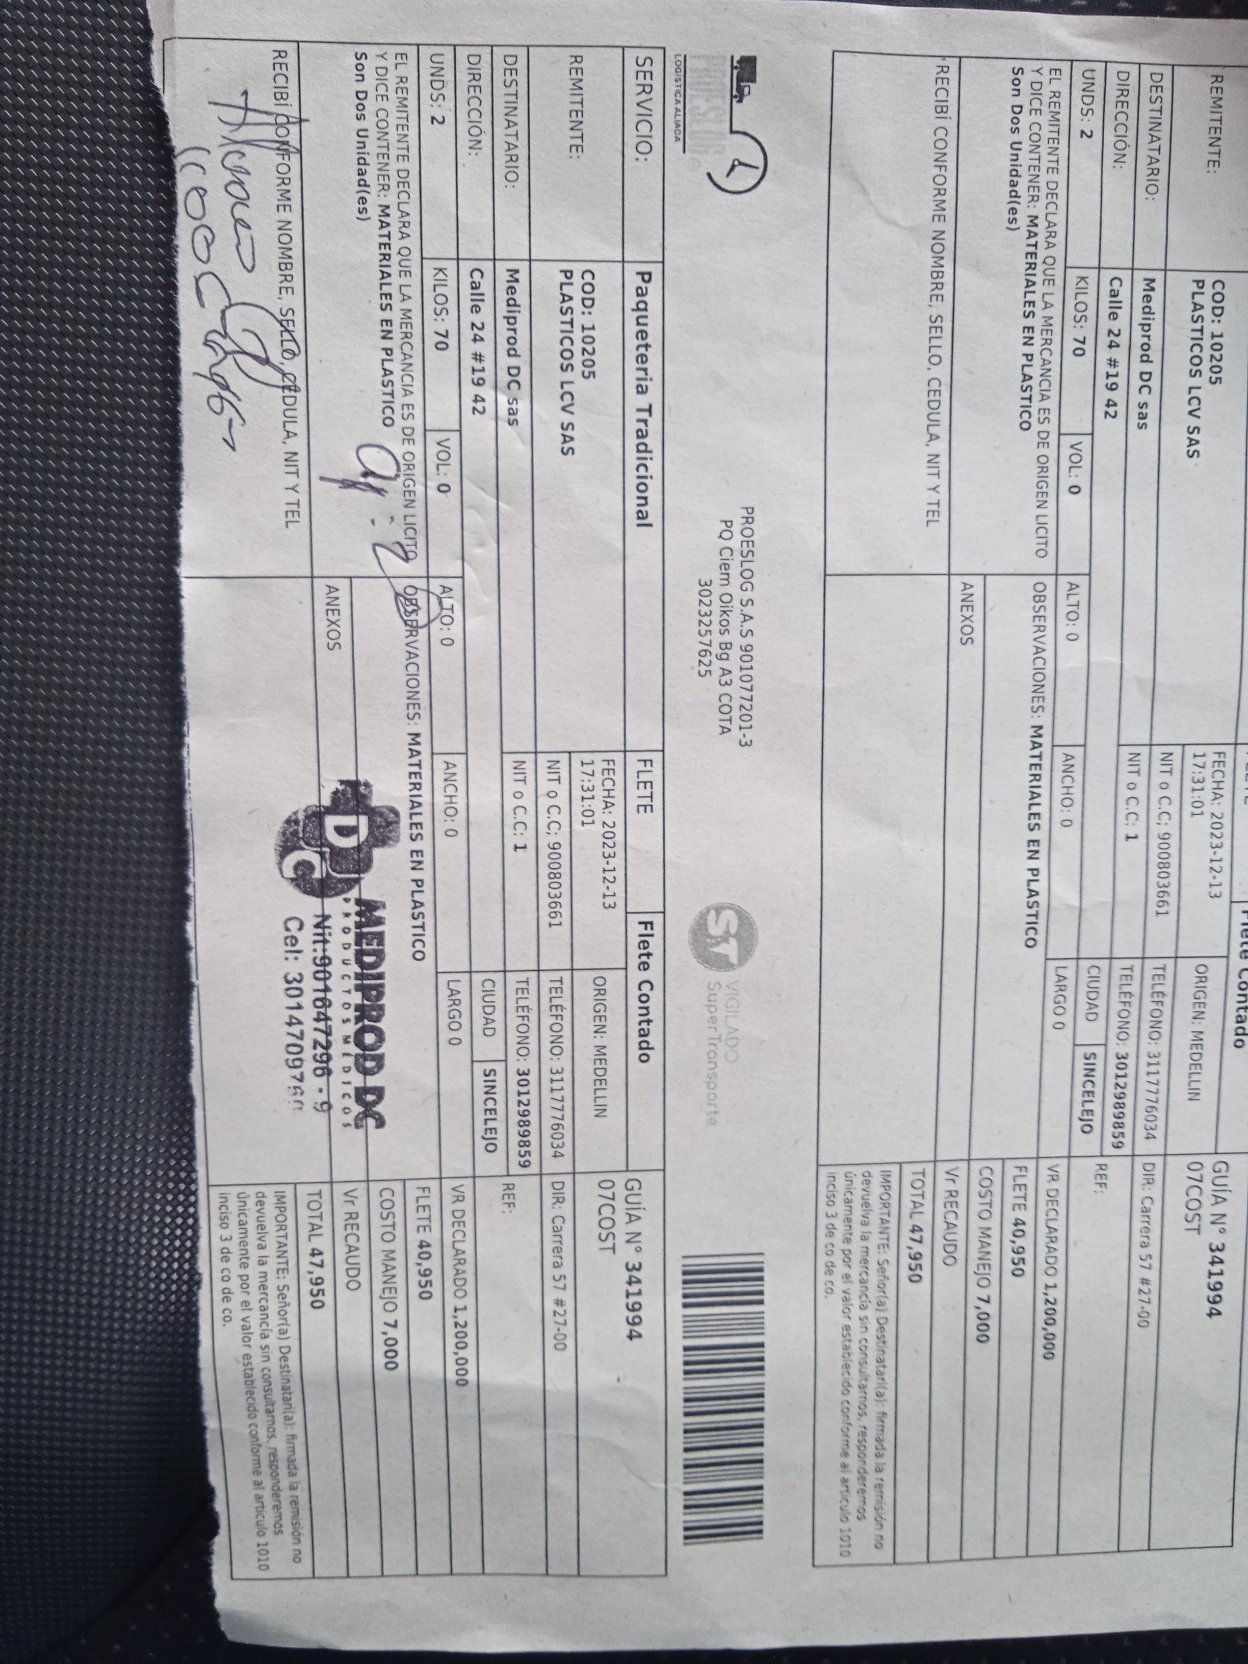 REMITENTE:
COD: 10205
PLASTICOS LCV SAS
FECHA: 2023-12-13
17:31:01
ORIGEN: MEDELLIN
GUÍA N° 341994
07COST
Flete Contado
NIT o C.C: 900803661
TELÉFONO: 3117776034
DIR: Carrera 57 #27-00
DESTINATARIO:
Mediprod DC sas
NIT o C.C: 1
TELÉFONO: 3012989859
REF:
DIRECCIÓN:
Calle 24 #19 42
CIUDAD
SINCELEJO
UNDS: 2
KILOS: 70
VOL: 0
ALTO: 0
ANCHO: 0
LARGO 0
VR DECLARADO 1,200,000
EL REMITENTE DECLARA QUE LA MERCANCIA ES DE ORIGEN LICITO
Y DICE CONTENER: MATERIALES EN PLASTICO
Son Dos Unidad(es)
OBSERVACIONES: MATERIALES EN PLASTICO
FLETE 40,950
COSTO MANEJO 7,000
ANEXOS
Vr RECAUDO
RECIBÍ CONFORME NOMBRE, SELLO, CEDULA, NIT Y TEL
TOTAL 47,950
IMPORTANTE: Señor(a) Destinatari(a): firmada la remisión no
devuelva la mercancía sin consultarnos, responderemos
únicamente por el valor establecido conforme al articulo 1010
inciso 3 de co de co.
PROESLOG
LOGISTICA ALIADA
PROESLOG S.A.S 901077201-3
PQ Ciem Oikos Bg A3 COTA
3023257625
ST
VIGILADO
SuperTransporte
SERVICIO:
Paqueteria Tradicional
FLETE
Flete Contado
GUÍA N° 341994
07COST
REMITENTE:
COD: 10205
PLASTICOS LCV SAS
FECHA: 2023-12-13
17:31:01
ORIGEN: MEDELLIN
NIT o C.C: 900803661
TELÉFONO: 3117776034
DIR: Carrera 57 #27-00
DESTINATARIO:
Mediprod DC sas
NIT o C.C: 1
TELÉFONO: 3012989859
REF:
DIRECCIÓN:
Calle 24 #19 42
CIUDAD
SINCELEJO
UNDS: 2
KILOS: 70
VOL: 0
ALTO: 0
ANCHO: 0
LARGO 0
VR DECLARADO 1,200,000
EL REMITENTE DECLARA QUE LA MERCANCIA ES DE ORIGEN LICITO
Y DICE CONTENER: MATERIALES EN PLASTICO
Son Dos Unidad(es)
OBSERVACIONES: MATERIALES EN PLASTICO
FLETE 40,950
COSTO MANEJO 7,000
ANEXOS
Vr RECAUDO
DC
MEDIPROD DC
PRODUCTOS MÉDICOS
Nit:901647296 - 9
Cel: 3014709760
RECIBÍ CONFORME NOMBRE, SELLO, CEDULA, NIT Y TEL
TOTAL 47,950
IMPORTANTE: Señor(a) Destinatari(a): firmada la remisión no
devuelva la mercancía sin consultarnos, responderemos
únicamente por el valor establecido conforme al articulo 1010
inciso 3 de co de co.